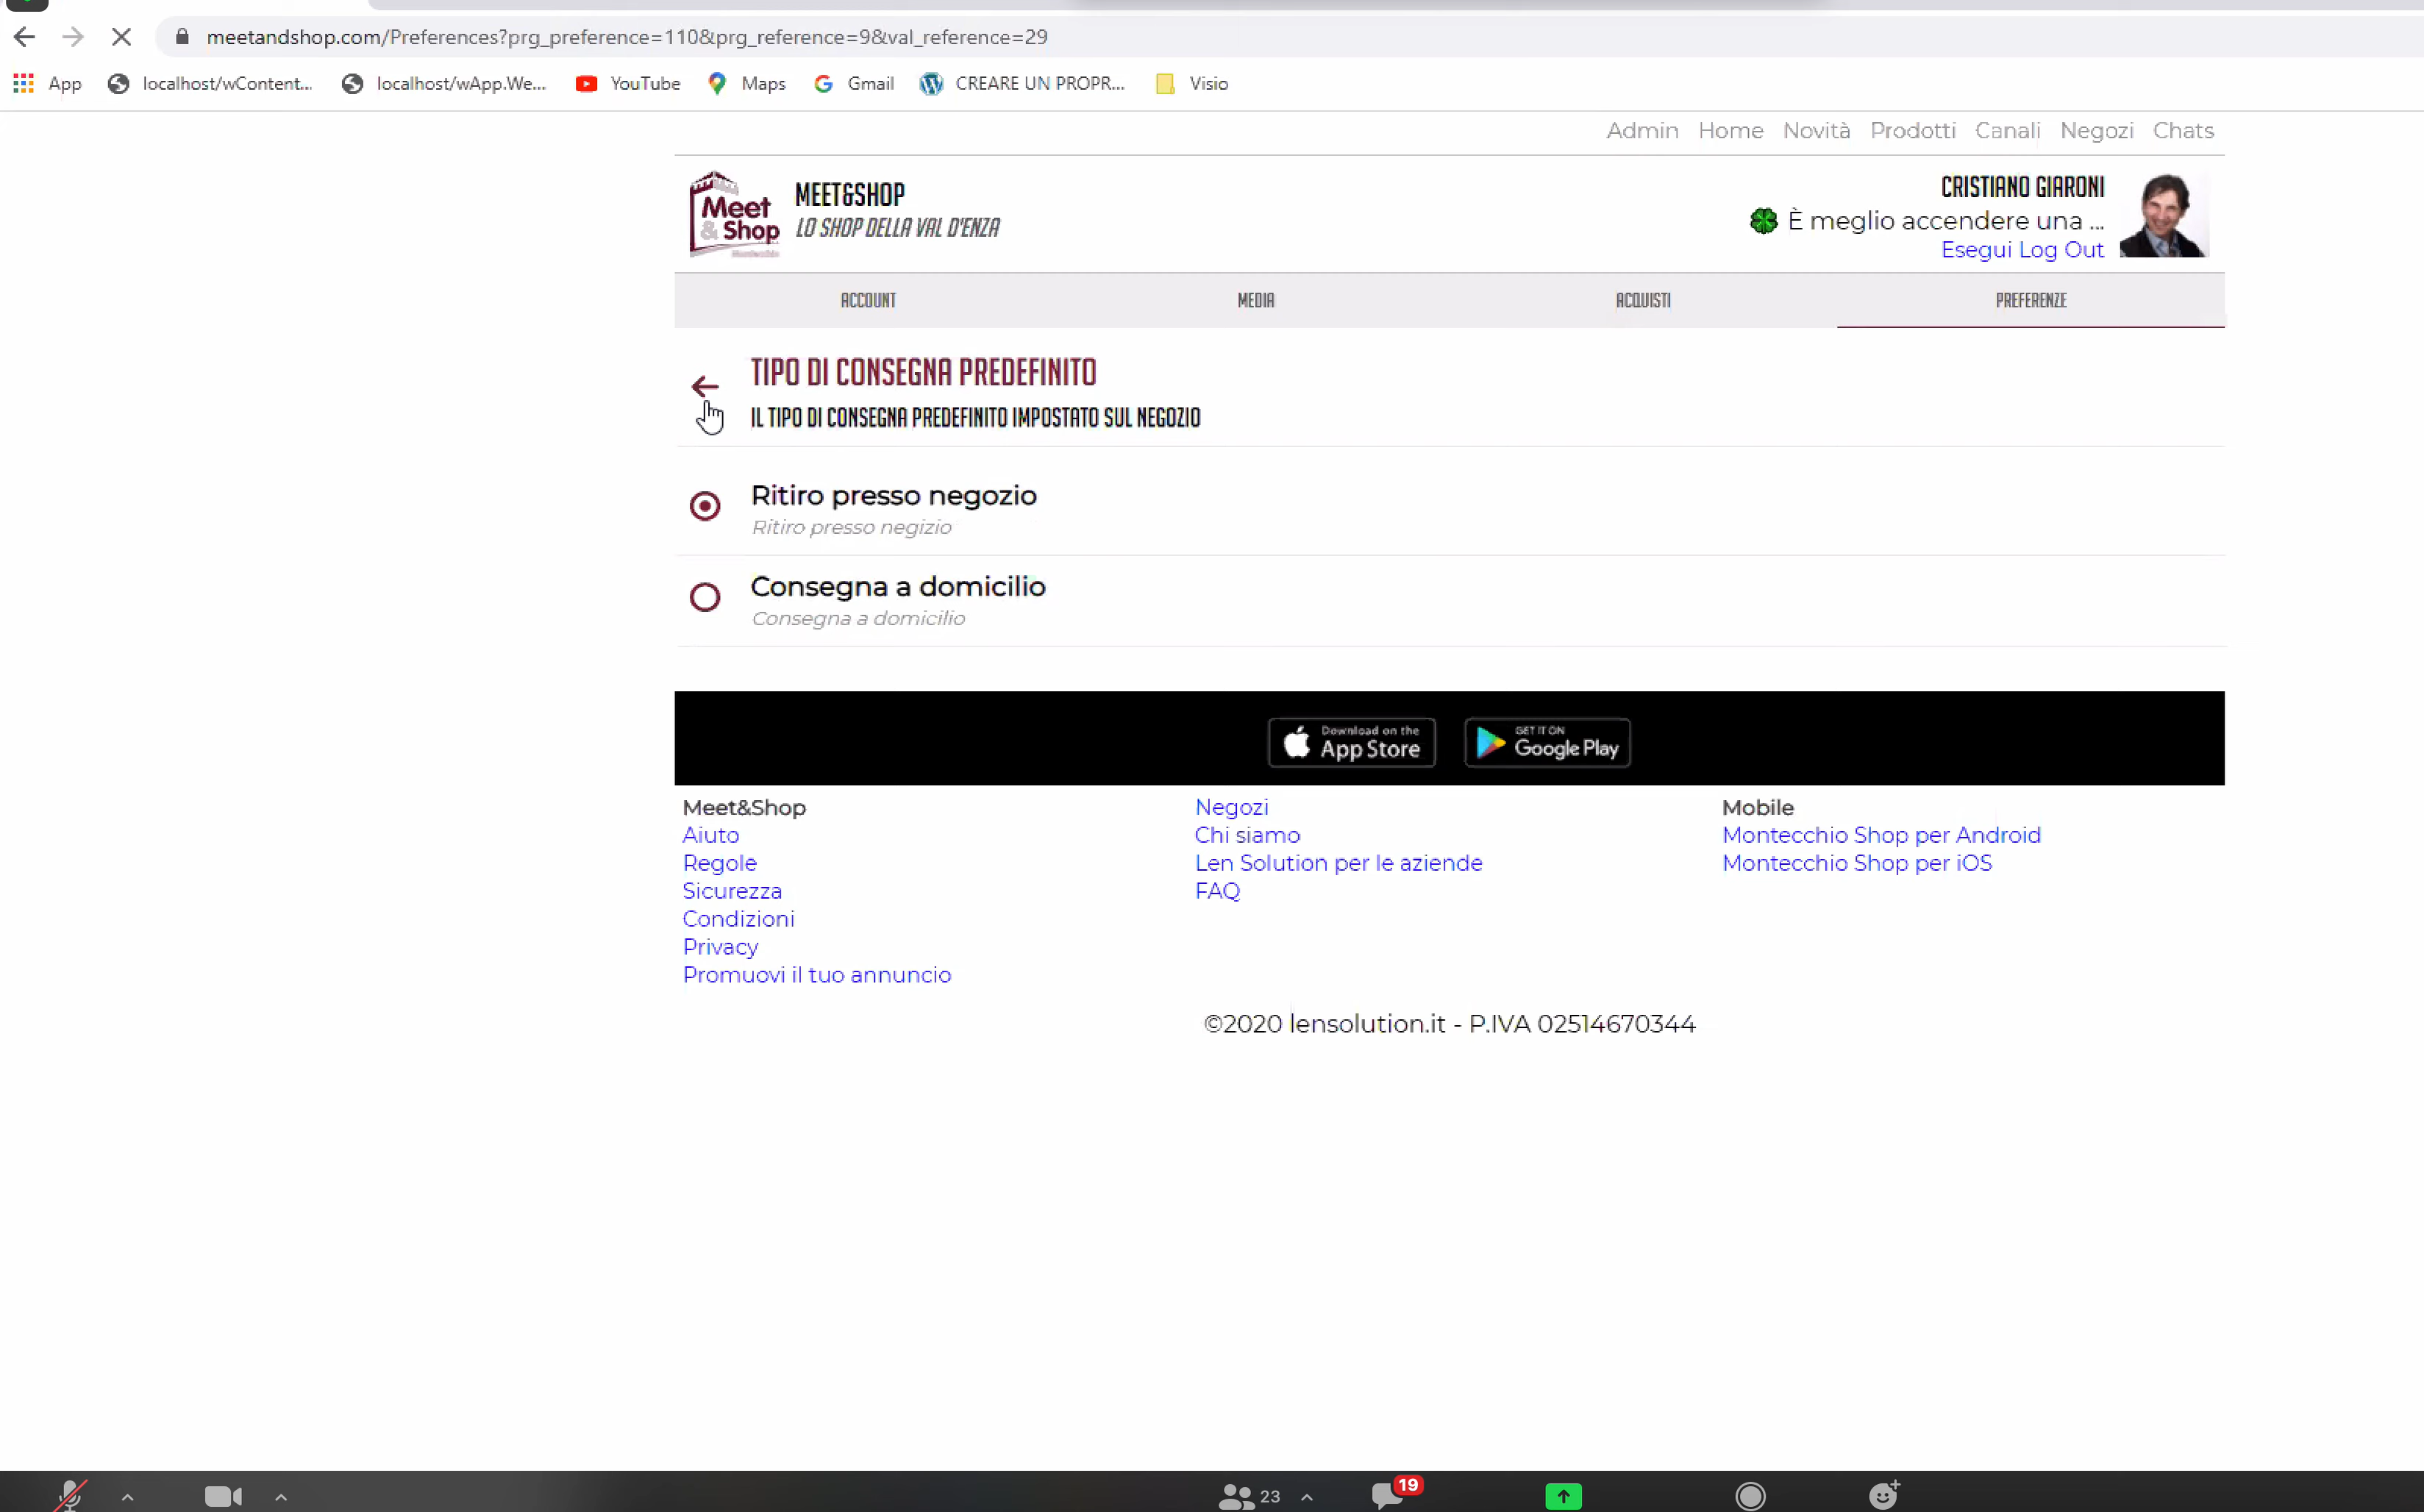 meetandshop.com/Preferences?prg_preference=110&prg_reference=9&val_reference=29
App localhost/wContent... localhost/wApp.We... YouTube Maps Gmail CREARE UN PROPR... Visio
Admin Home Novità Prodotti Canali Negozi Chats
Meet
& Shop
MEET&SHOP
LO SHOP DELLA VAL D'ENZA
CRISTIANO GIARONI
È meglio accendere una ...
Esegui Log Out
ACCOUNT MEDIA ACQUISTI PREFERENZE
TIPO DI CONSEGNA PREDEFINITO
IL TIPO DI CONSEGNA PREDEFINITO IMPOSTATO SUL NEGOZIO
Ritiro presso negozio
Ritiro presso negizio
Consegna a domicilio
Consegna a domicilio
Download on the
App Store
GET IT ON
Google Play
Meet&Shop
Aiuto
Regole
Sicurezza
Condizioni
Privacy
Promuovi il tuo annuncio
Negozi
Chi siamo
Len Solution per le aziende
FAQ
Mobile
Montecchio Shop per Android
Montecchio Shop per iOS
©2020 lensolution.it - P.IVA 02514670344
23
19